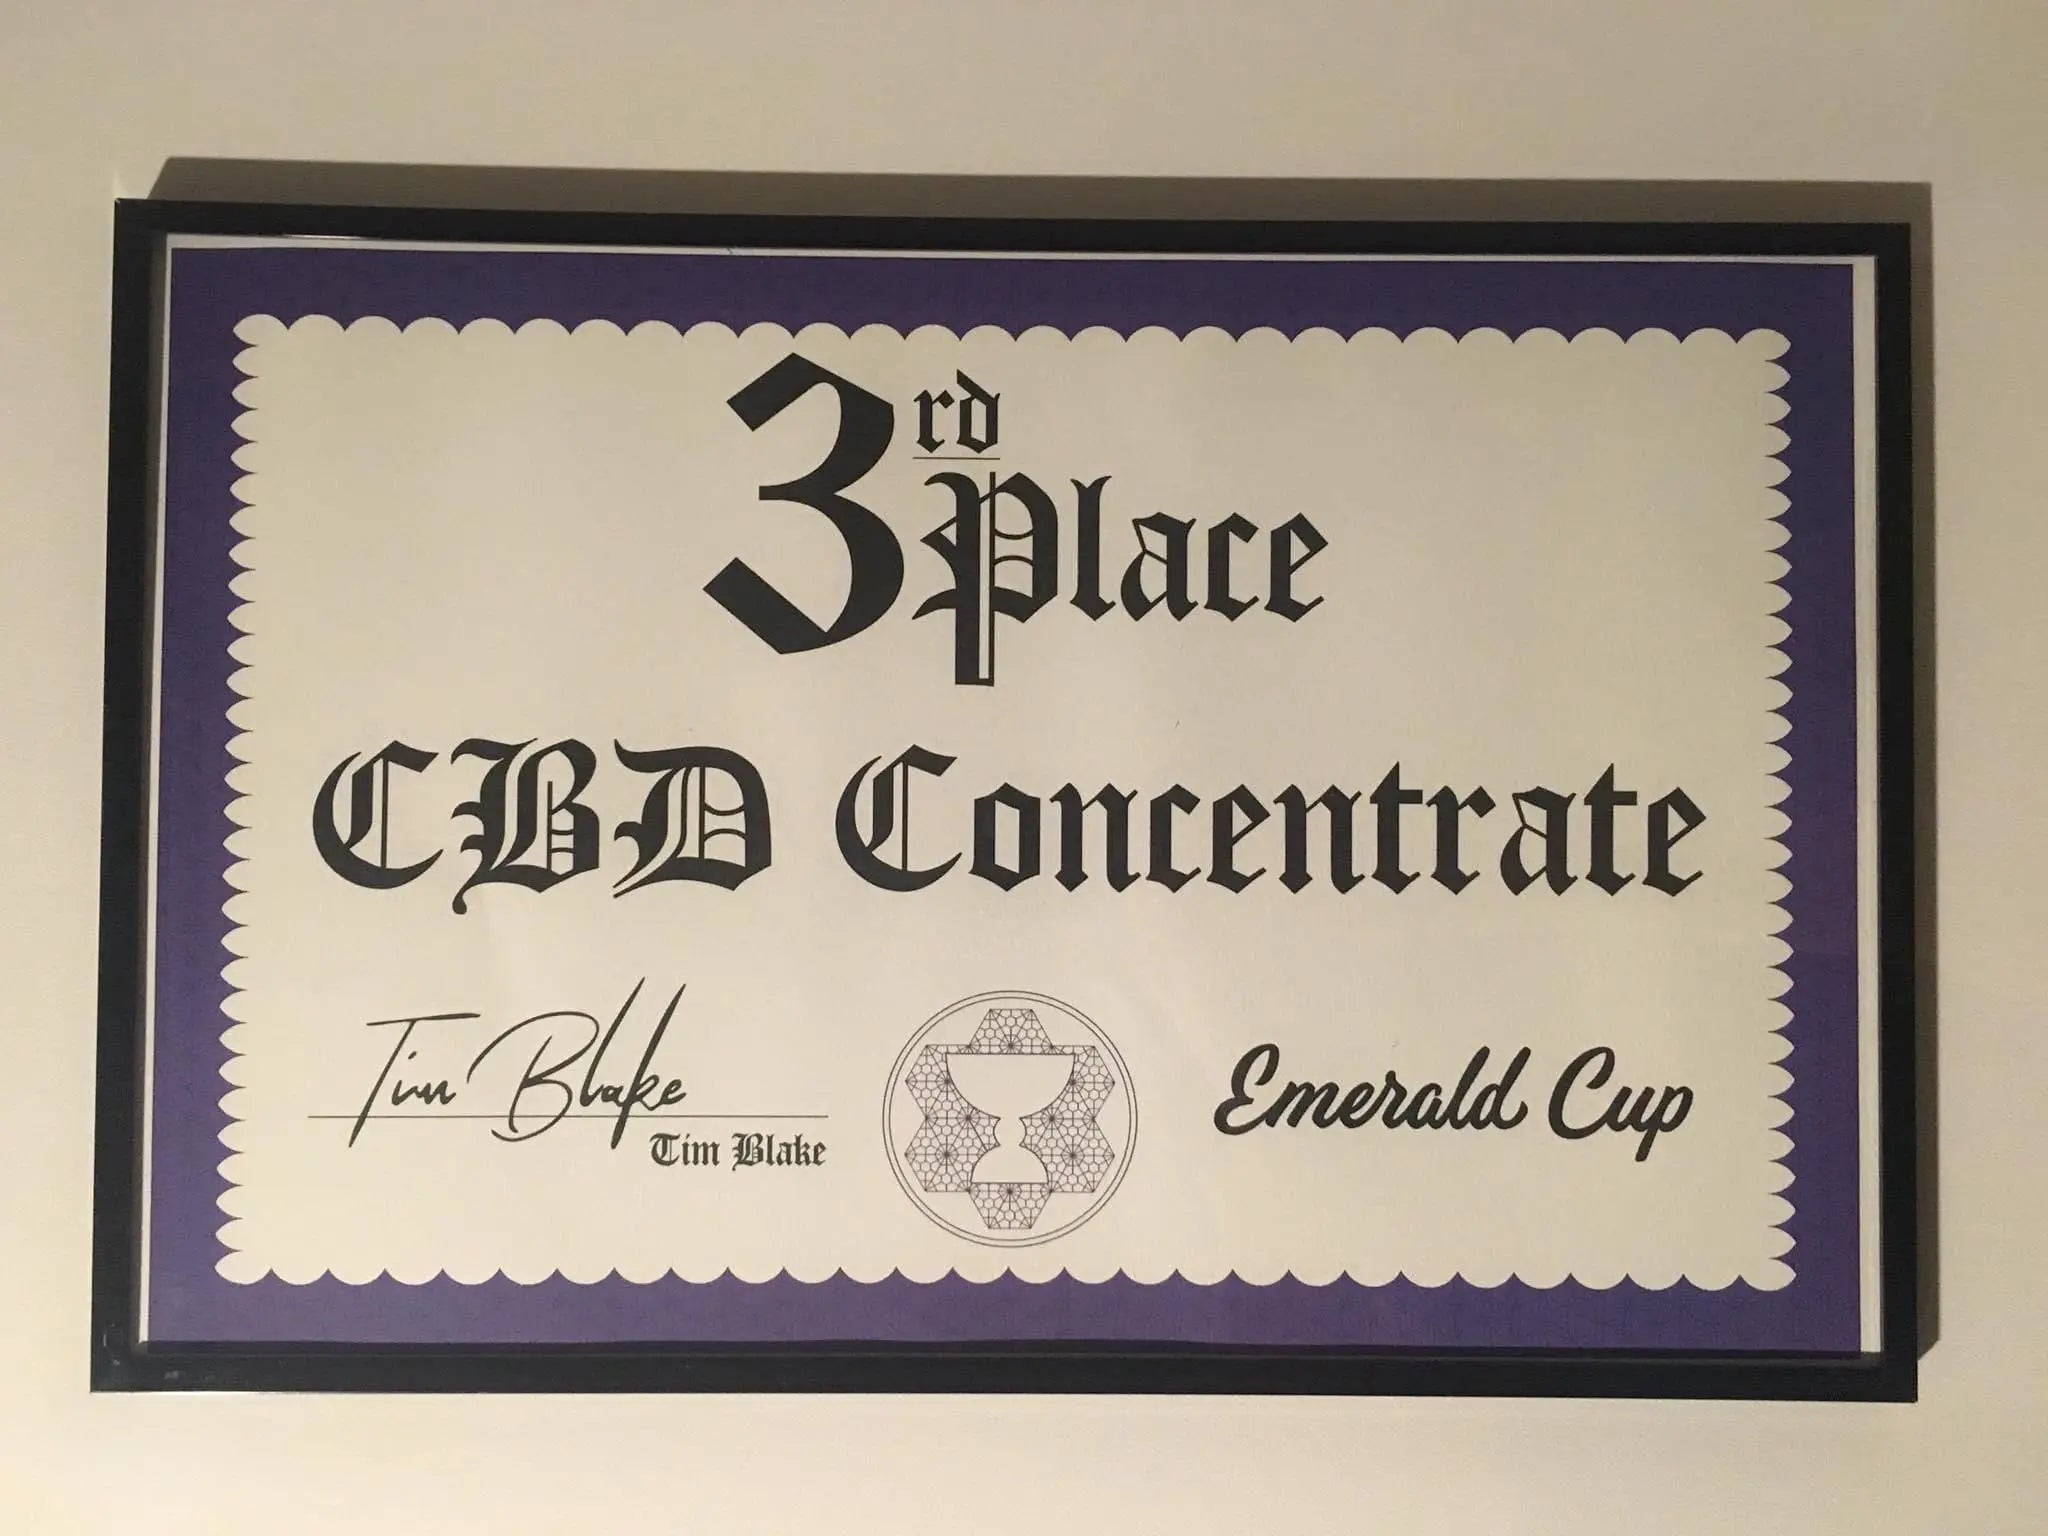 3rd Place
CBD Concentrate
Tim Blake
Tim Blake
Emerald Cup